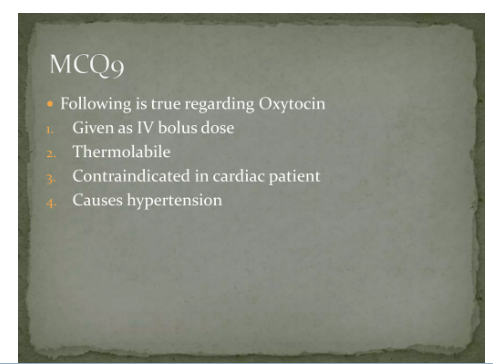 MCQ9
• Following is true regarding Oxytocin
1. Given as IV bolus dose
2. Thermolabile
3. Contraindicated in cardiac patient
4. Causes hypertension